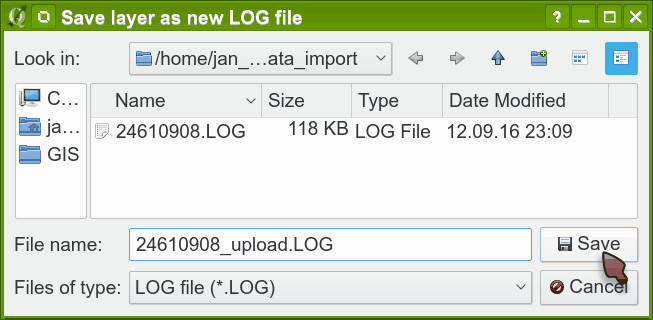 Save layer as new LOG file
Look in: /home/jan_...ata_import
C... Name Size Type Date Modified
ja... 24610908.LOG 118 KB LOG File 12.09.16 23:09
GIS
File name: 24610908_upload.LOG Save
Files of type: LOG file (*.LOG) Cancel